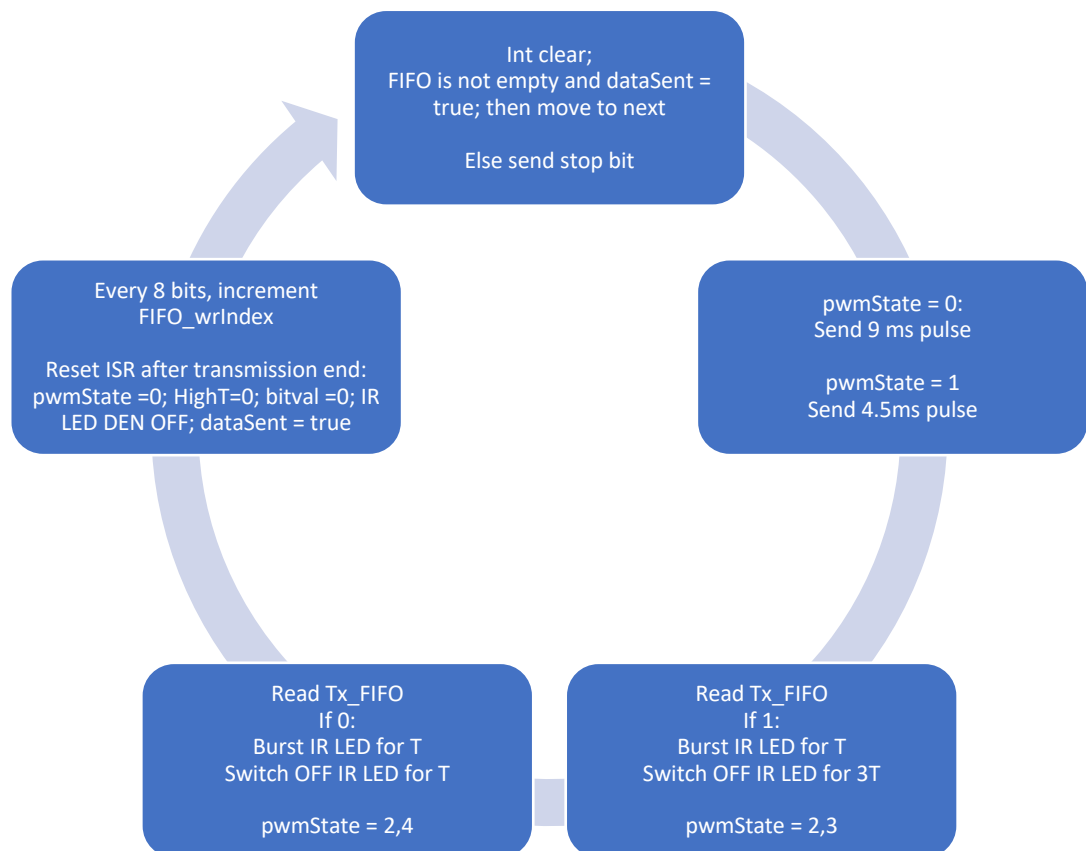 Int clear;
FIFO is not empty and dataSent =
true; then move to next
Else send stop bit
pwmState = 0:
Send 9 ms pulse
pwmState = 1
Send 4.5ms pulse
Read Tx_FIFO
If 1:
Burst IR LED for T
Switch OFF IR LED for 3T
pwmState = 2,3
Read Tx_FIFO
If 0:
Burst IR LED for T
Switch OFF IR LED for T
pwmState = 2,4
Every 8 bits, increment
FIFO_wrIndex
Reset ISR after transmission end:
pwmState =0; HighT=0; bitval =0; IR
LED DEN OFF; dataSent = true